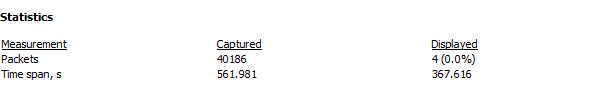 Statistics
Measurement Captured Displayed
Packets 40186 4 (0.0%)
Time span, s 561.981 367.616